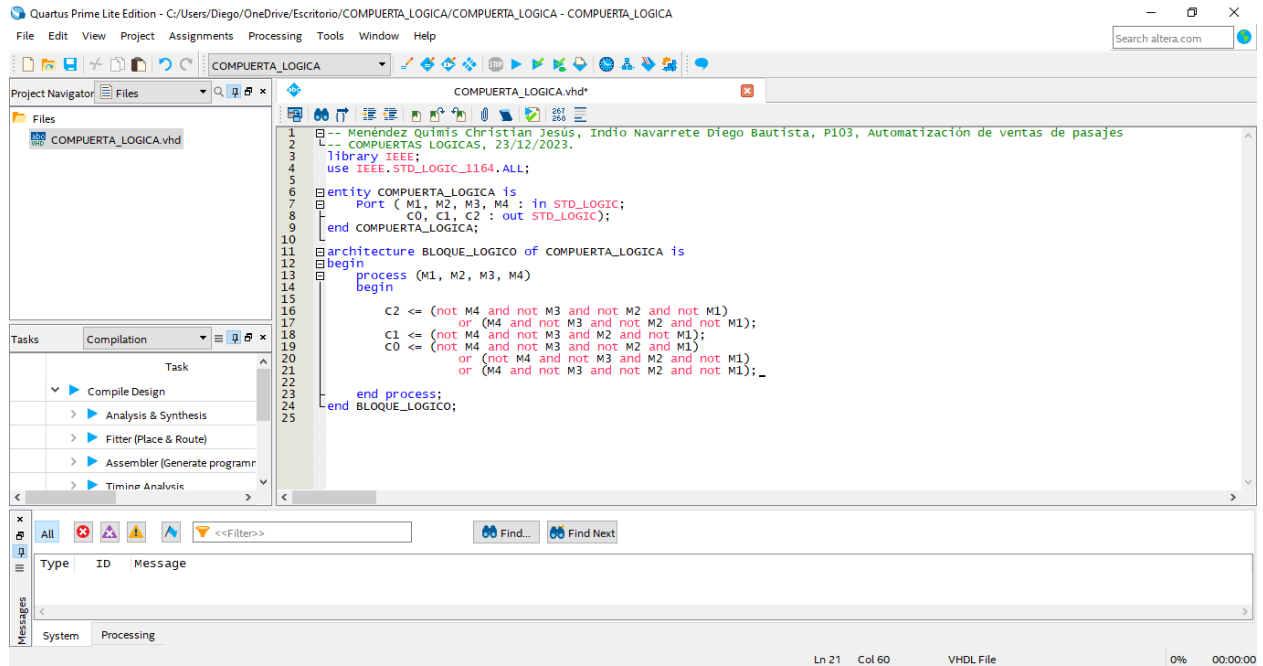 Quartus Prime Lite Edition - C:/Users/Diego/OneDrive/Escritorio/COMPUERTA_LOGICA/COMPUERTA_LOGICA - COMPUERTA_LOGICA
File Edit View Project Assignments Processing Tools Window Help
Search altera.com
COMPUERTA_LOGICA
Project Navigator Files
COMPUERTA_LOGICA.vhd*
Files
COMPUERTA_LOGICA.vhd
267
268
1 -- Menéndez Quimis Christian Jesús, Indio Navarrete Diego Bautista, P103, Automatización de ventas de pasajes
2 -- COMPUERTAS LOGICAS, 23/12/2023.
3 library IEEE;
4 use IEEE.STD_LOGIC_1164.ALL;
5
6 entity COMPUERTA_LOGICA is
7 Port ( M1, M2, M3, M4 : in STD_LOGIC;
8 C0, C1, C2 : out STD_LOGIC);
9 end COMPUERTA_LOGICA;
10
11 architecture BLOQUE_LOGICO of COMPUERTA_LOGICA is
12 begin
13 process (M1, M2, M3, M4)
14 begin
15
16 C2 <= (not M4 and not M3 and not M2 and not M1)
17 or (M4 and not M3 and not M2 and not M1);
18 C1 <= (not M4 and not M3 and M2 and not M1);
19 C0 <= (not M4 and not M3 and not M2 and M1)
20 or (not M4 and not M3 and M2 and not M1)
21 or (M4 and not M3 and not M2 and not M1);
22
23 end process;
24 end BLOQUE_LOGICO;
25
Tasks Compilation
Task
Compile Design
Analysis & Synthesis
Fitter (Place & Route)
Assembler (Generate programm
Timing Analysis
All <<Filter>> Find... Find Next
Type ID Message
Messages
System Processing
Ln 21 Col 60 VHDL File 0% 00:00:00